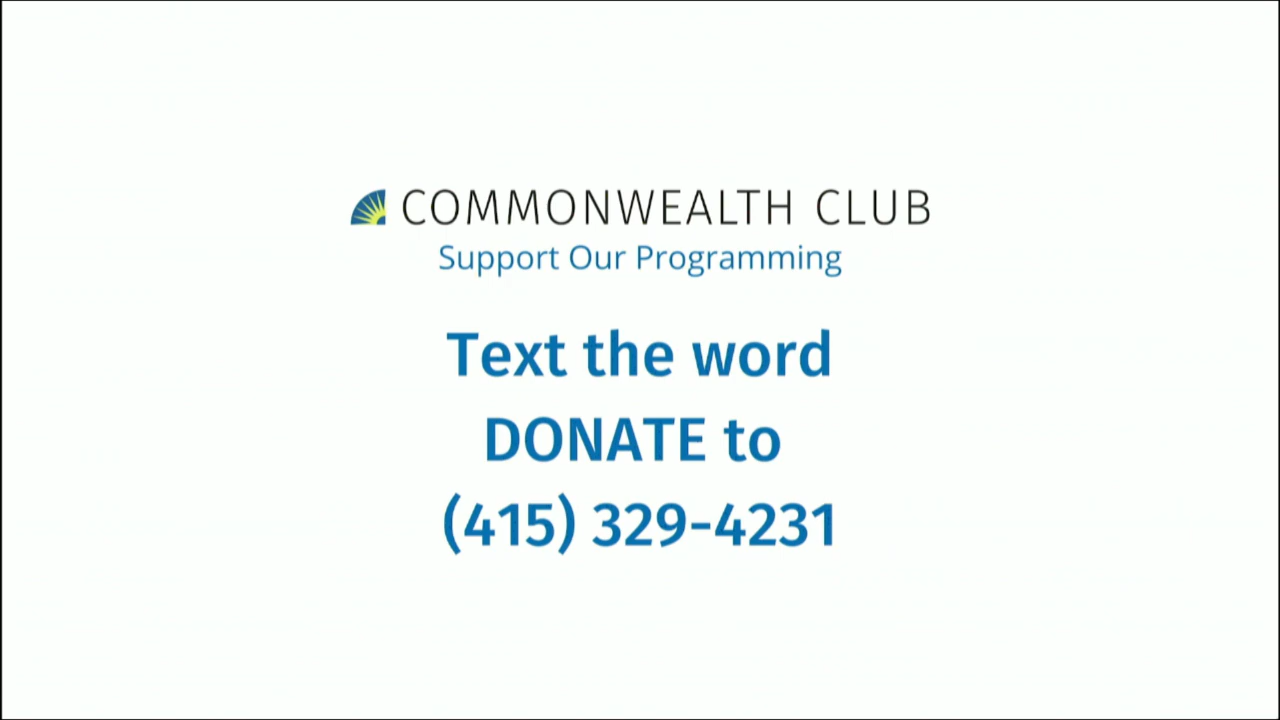 COMMONWEALTH CLUB
Support Our Programming
Text the word
DONATE to
(415) 329-4231